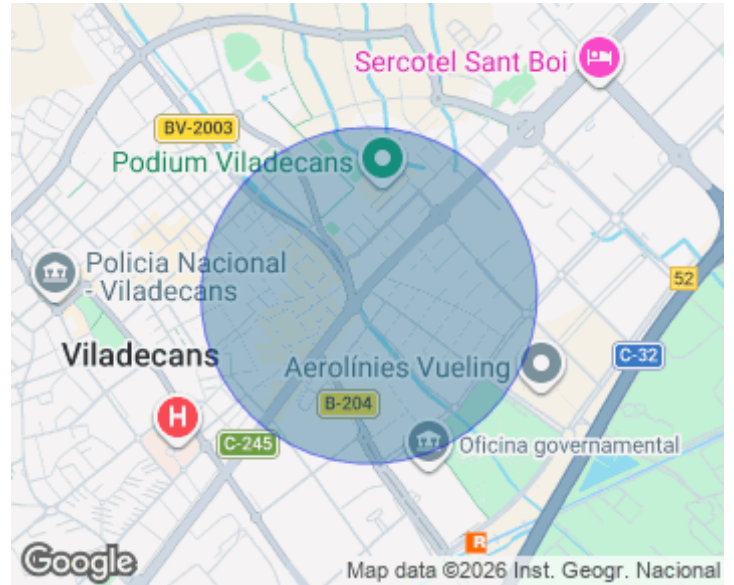 Sercotel Sant Boi
BV-2003
Podium Viladecans
Policia Nacional
- Viladecans
52
Viladecans
Aerolínies Vueling
C-32
B-204
H
C-245
Oficina governamental
R
Google
Map data ©2026 Inst. Geogr. Nacional